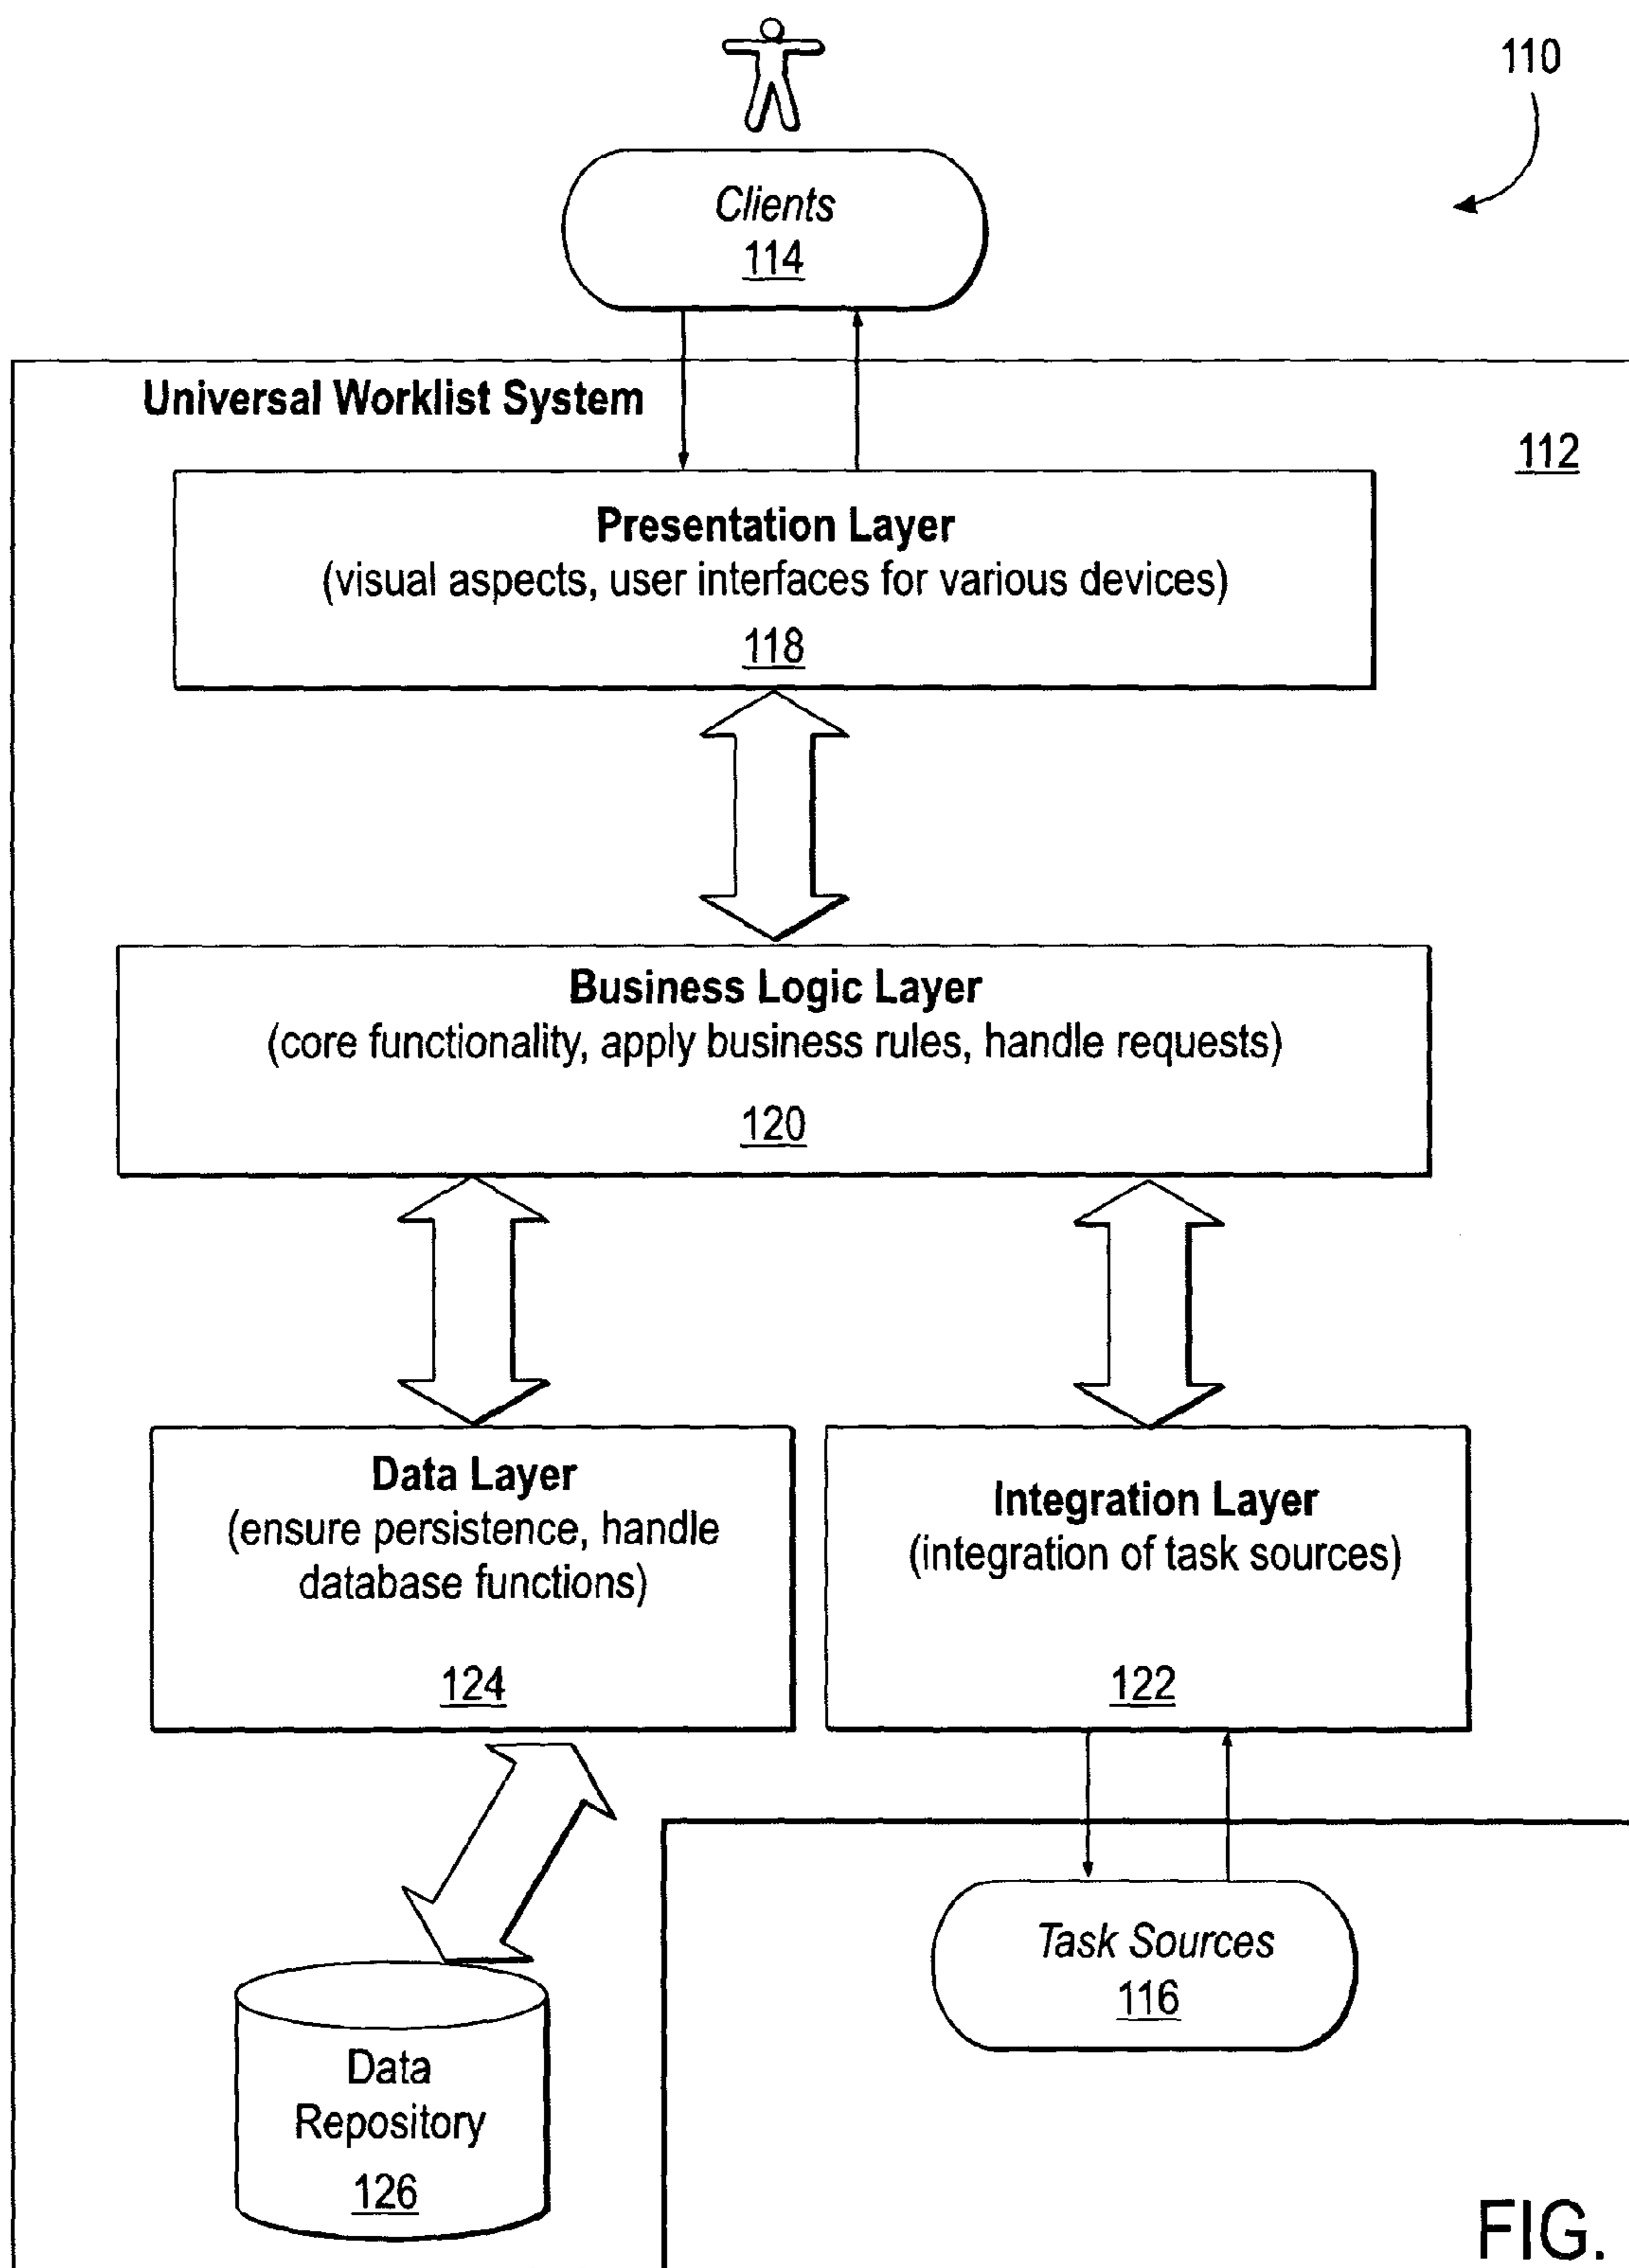 110
Clients
114
Universal Worklist System
112
Presentation Layer
(visual aspects, user interfaces for various devices)
118
Business Logic Layer
(core functionality, apply business rules, handle requests)
120
Data Layer
(ensure persistence, handle
database functions)
124
Integration Layer
(integration of task sources)
122
Task Sources
116
Data
Repository
126
FIG.